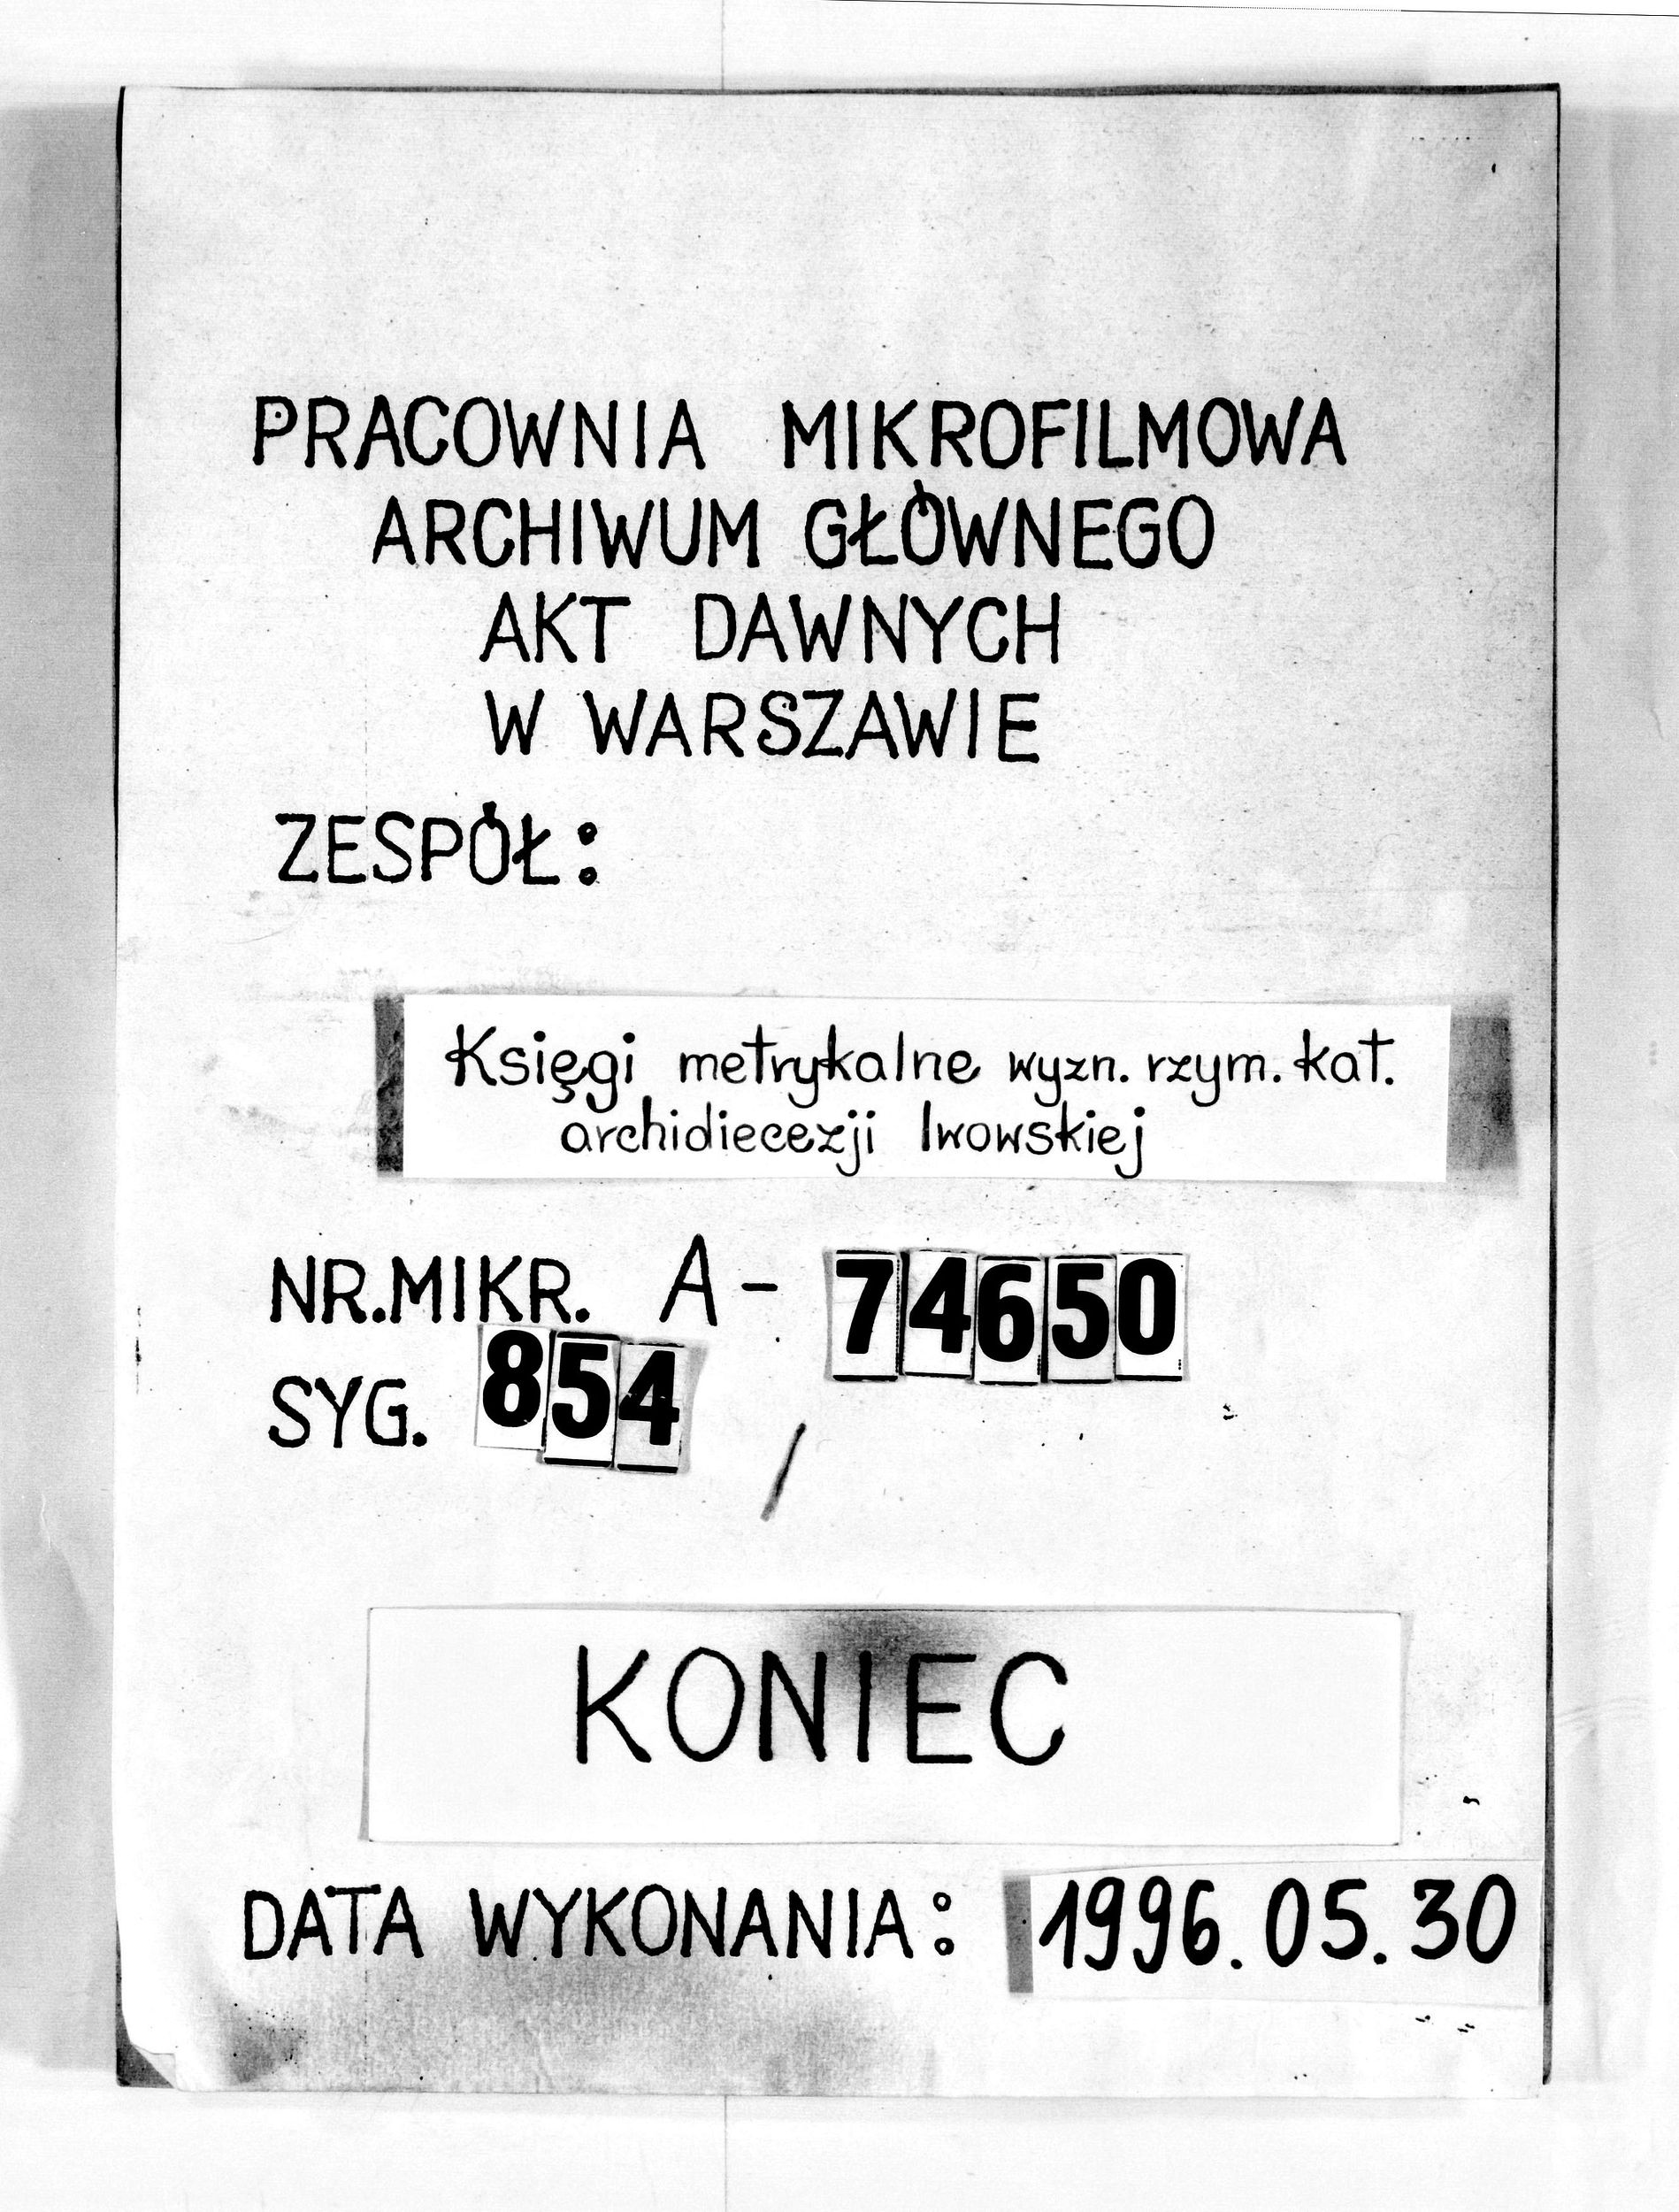 PRACOWNIA MIKROFILMOWA
ARCHIWUM GŁÓWNEGO
AKT DAWNYCH
W WARSZAWIE
ZESPÓŁ:
Księgi metrykalne wyzn. rzym. kat.
archidiecezji lwowskiej
NR.MIKR. A- 74650
SYG. 854 /
KONIEC
DATA WYKONANIA: 1996.05.30